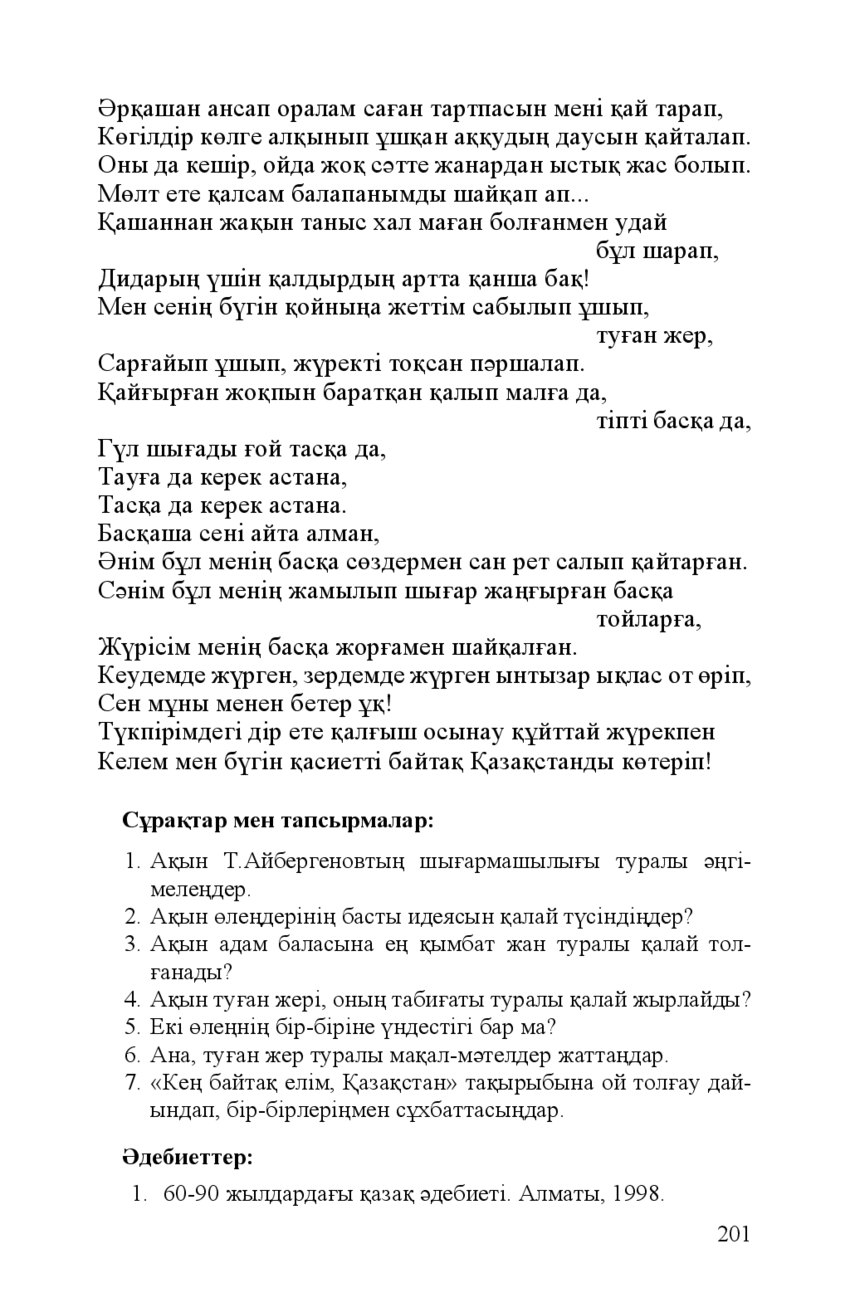 Әрқашан ансап оралам саған тартпасын мені қай тарап,
Көгілдір көлге алқынып ұшқан аққудың даусын қайталап.
Оны да кешір, ойда жоқ сәтте жанардан ыстық жас болып.
Мөлт ете қалсам балапанымды шайқап ап...
Қашаннан жақын таныс хал маған болғанмен удай
бұл шарап,
Дидарың үшін қалдырдың артта қанша бақ!
Мен сенің бүгін қойныңа жеттім сабылып ұшып,
туған жер,
Сарғайып ұшып, жүректі тоқсан пәршалап.
Қайғырған жоқпын баратқан қалып малға да,
тіпті басқа да,
Гүл шығады ғой тасқа да,
Тауға да керек астана,
Тасқа да керек астана.
Басқаша сені айта алман,
Әнім бұл менің басқа сөздермен сан рет салып қайтарған.
Сәнім бұл менің жамылып шығар жаңғырған басқа
тойларға,
Жүрісім менің басқа жорғамен шайқалған.
Кеудемде жүрген, зердемде жүрген ынтызар ықлас от өріп,
Сен мұны менен бетер ұқ!
Түкпірімдегі дір ете қалғыш осынау құйттай жүрекпен
Келем мен бүгін қасиетті байтақ Қазақстанды көтеріп!
Сұрақтар мен тапсырмалар:
1. Ақын Т.Айбергеновтың шығармашылығы туралы әңгі-
мелеңдер.
2. Ақын өлеңдерінің басты идеясын қалай түсіндіңдер?
3. Ақын адам баласына ең қымбат жан туралы қалай тол-
ғанады?
4. Ақын туған жері, оның табиғаты туралы қалай жырлайды?
5. Екі өлеңнің бір-біріне үндестігі бар ма?
6. Ана, туған жер туралы мақал-мәтелдер жаттаңдар.
7. «Кең байтақ елім, Қазақстан» тақырыбына ой толғау дай-
ындап, бір-бірлеріңмен сұхбаттасыңдар.
Әдебиеттер:
1. 60-90 жылдардағы қазақ әдебиеті. Алматы, 1998.
201